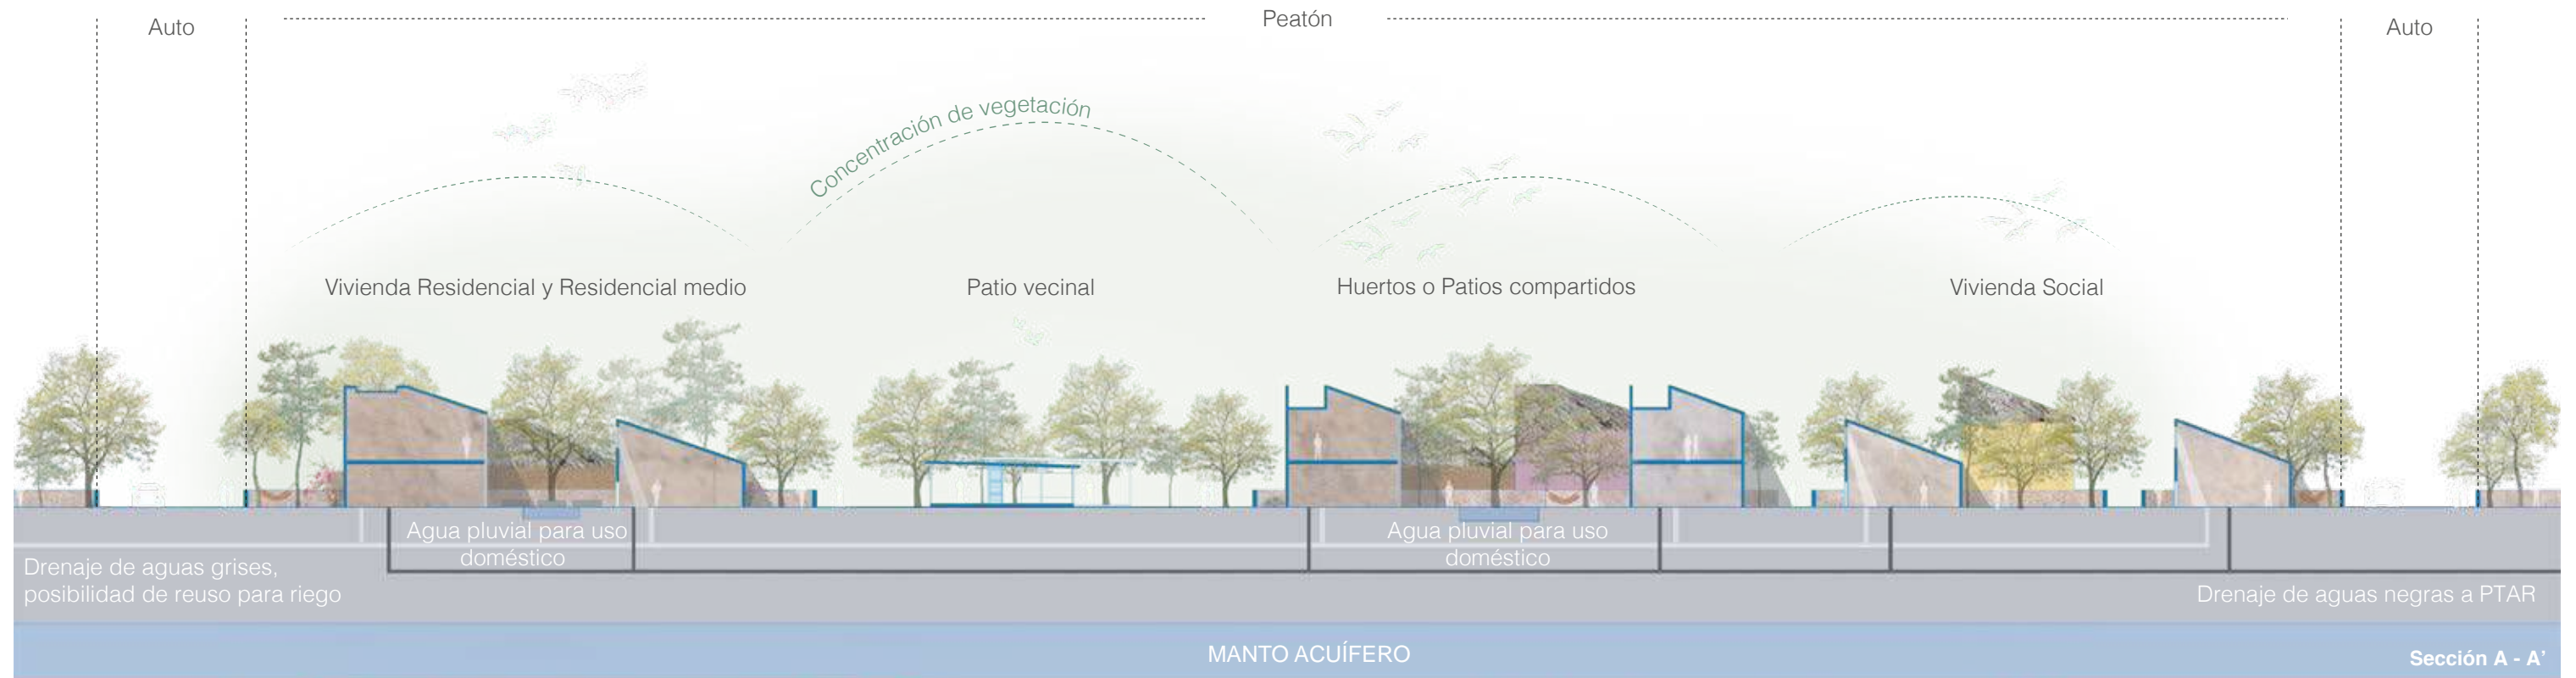 Auto
Peatón
Auto
Concentración de vegetación
Vivienda Residencial y Residencial medio
Patio vecinal
Huertos o Patios compartidos
Vivienda Social
Agua pluvial para uso
doméstico
Agua pluvial para uso
doméstico
Drenaje de aguas grises,
posibilidad de reuso para riego
Drenaje de aguas negras a PTAR
MANTO ACUÍFERO
Sección A - A’